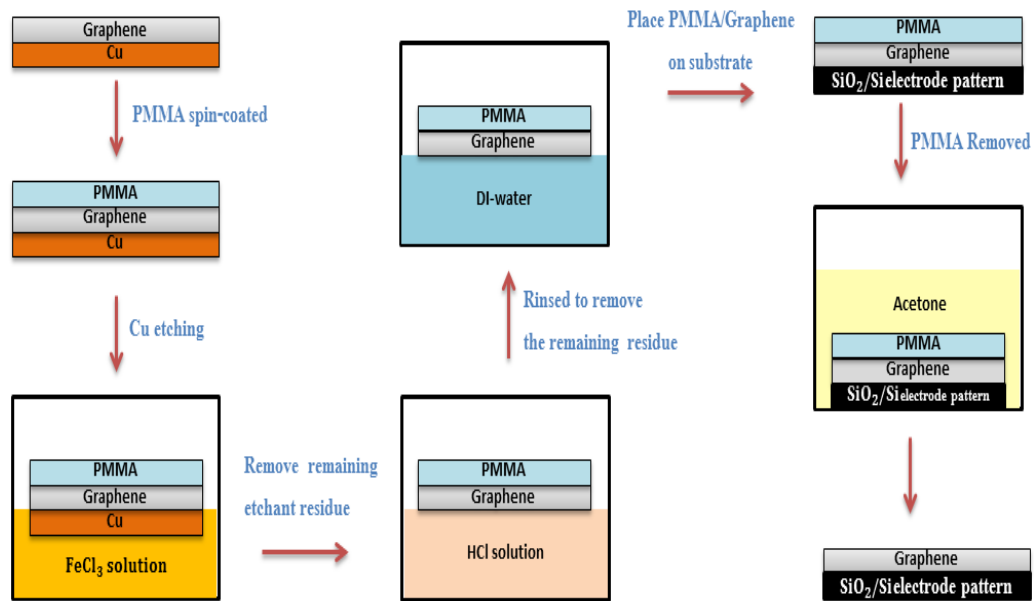 Graphene
Cu
PMMA spin-coated
PMMA
Graphene
Cu
Cu etching
PMMA
Graphene
Cu
FeCl₃ solution
Remove remaining
etchant residue
PMMA
Graphene
HCl solution
Rinsed to remove
the remaining residue
PMMA
Graphene
DI-water
Place PMMA/Graphene
on substrate
PMMA
Graphene
SiO₂/Sielectrode pattern
PMMA Removed
Acetone
PMMA
Graphene
SiO₂/Sielectrode pattern
Graphene
SiO₂/Sielectrode pattern